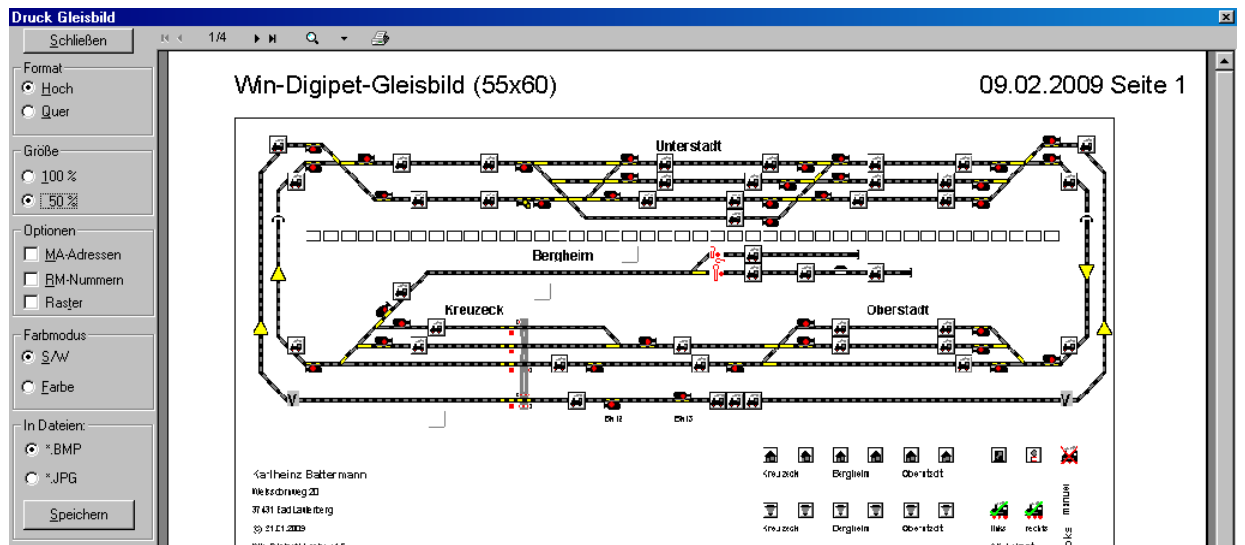 Druck Gleisbild
Schließen
1/4
Format
Hoch
Quer
Größe
100 %
50 %
Optionen
MA-Adressen
RM-Nummern
Raster
Farbmodus
S/W
Farbe
In Dateien:
*.BMP
*.JPG
Speichern
Win-Digipet-Gleisbild (55x60)
09.02.2009 Seite 1
Unterstadt
Bergheim
Kreuzeck
Oberstadt
V
V
Karlheinz Battermann
37431 Bad Lauterberg
Kreuzeck Bergheim Oberstadt
Kreuzeck Bergheim Oberstadt
links rechts